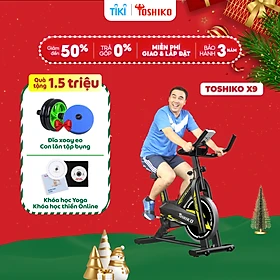 TIKI TOSHIKO
GIẢM ĐẾN 50%
TRẢ GÓP 0%
MIỄN PHÍ
GIAO & LẮP ĐẶT
BẢO HÀNH 3 NĂM
Quà tặng 1.5 triệu
TOSHIKO X9
Đĩa xoay eo
Con lăn tập bụng
TOSHIKO
Khóa học Yoga
Khóa học thiền Online